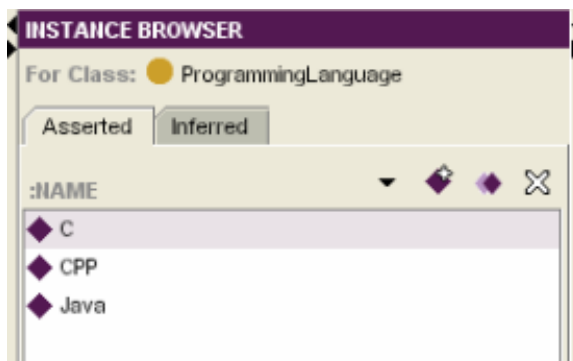 INSTANCE BROWSER
For Class: ProgrammingLanguage
Asserted Inferred
:NAME
C
CPP
Java